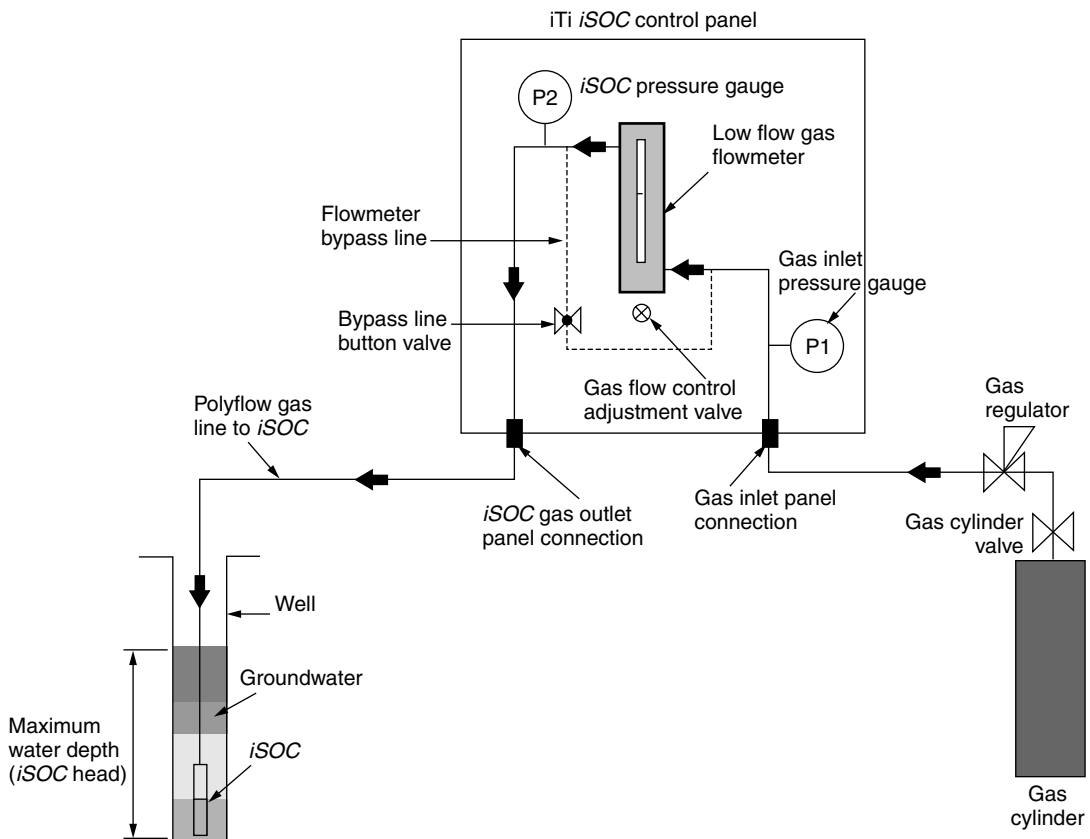 iTi iSOC control panel
P2
iSOC pressure gauge
Low flow gas
flowmeter
Flowmeter
bypass line
Gas inlet
pressure gauge
Bypass line
button valve
P1
Gas flow control
adjustment valve
Gas
regulator
Polyflow gas
line to iSOC
iSOC gas outlet
panel connection
Gas inlet panel
connection
Gas cylinder
valve
Well
Groundwater
Maximum
water depth
(iSOC head)
iSOC
Gas
cylinder